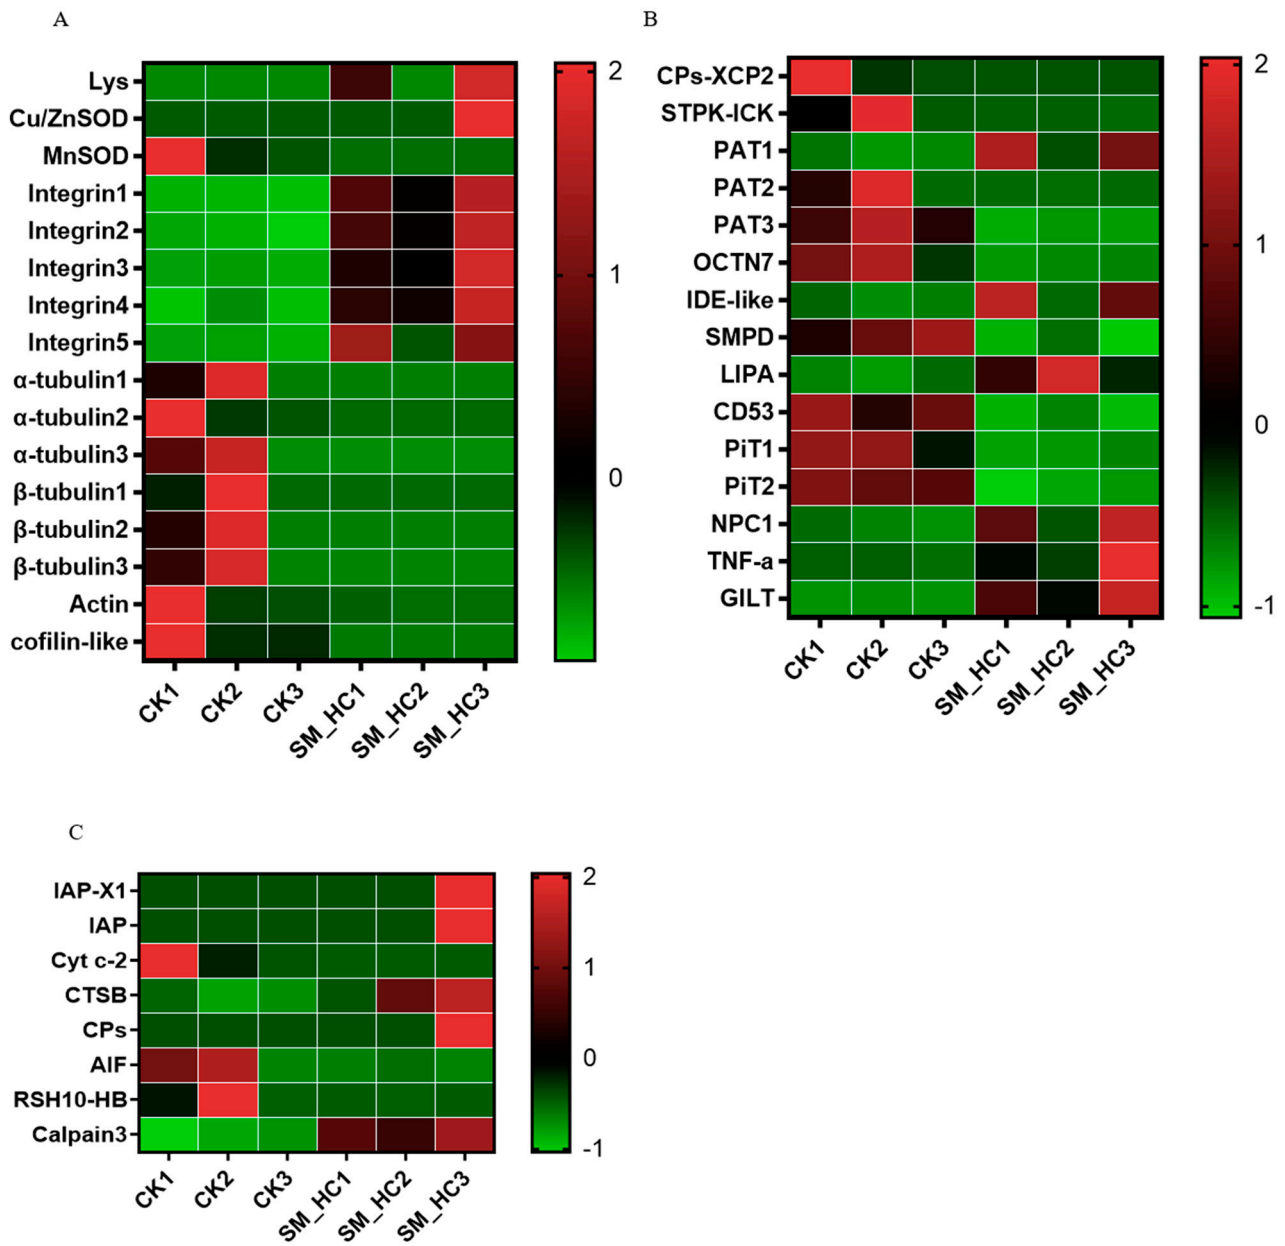 A
Lys
Cu/ZnSOD
MnSOD
Integrin1
Integrin2
Integrin3
Integrin4
Integrin5
α-tubulin1
α-tubulin2
α-tubulin3
β-tubulin1
β-tubulin2
β-tubulin3
Actin
cofilin-like
CK1
CK2
CK3
SM_HC1
SM_HC2
SM_HC3
2
1
0
B
CPs-XCP2
STPK-ICK
PAT1
PAT2
PAT3
OCTN7
IDE-like
SMPD
LIPA
CD53
PiT1
PiT2
NPC1
TNF-a
GILT
CK1
CK2
CK3
SM_HC1
SM_HC2
SM_HC3
2
1
0
-1
C
IAP-X1
IAP
Cyt c-2
CTSB
CPs
AIF
RSH10-HB
Calpain3
CK1
CK2
CK3
SM_HC1
SM_HC2
SM_HC3
2
1
0
-1